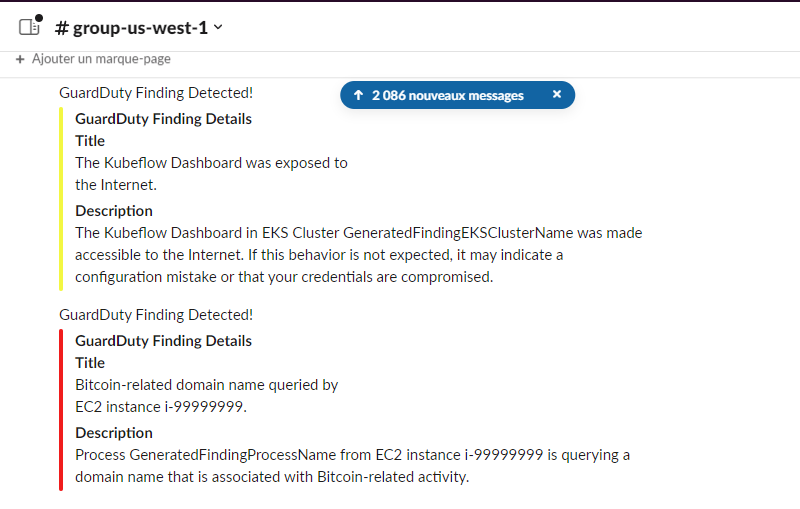 # group-us-west-1
+ Ajouter un marque-page
2 086 nouveaux messages
GuardDuty Finding Detected!
GuardDuty Finding Details
Title
The Kubeflow Dashboard was exposed to
the Internet.
Description
The Kubeflow Dashboard in EKS Cluster GeneratedFindingEKSClusterName was made
accessible to the Internet. If this behavior is not expected, it may indicate a
configuration mistake or that your credentials are compromised.
GuardDuty Finding Detected!
GuardDuty Finding Details
Title
Bitcoin-related domain name queried by
EC2 instance i-99999999.
Description
Process GeneratedFindingProcessName from EC2 instance i-99999999 is querying a
domain name that is associated with Bitcoin-related activity.